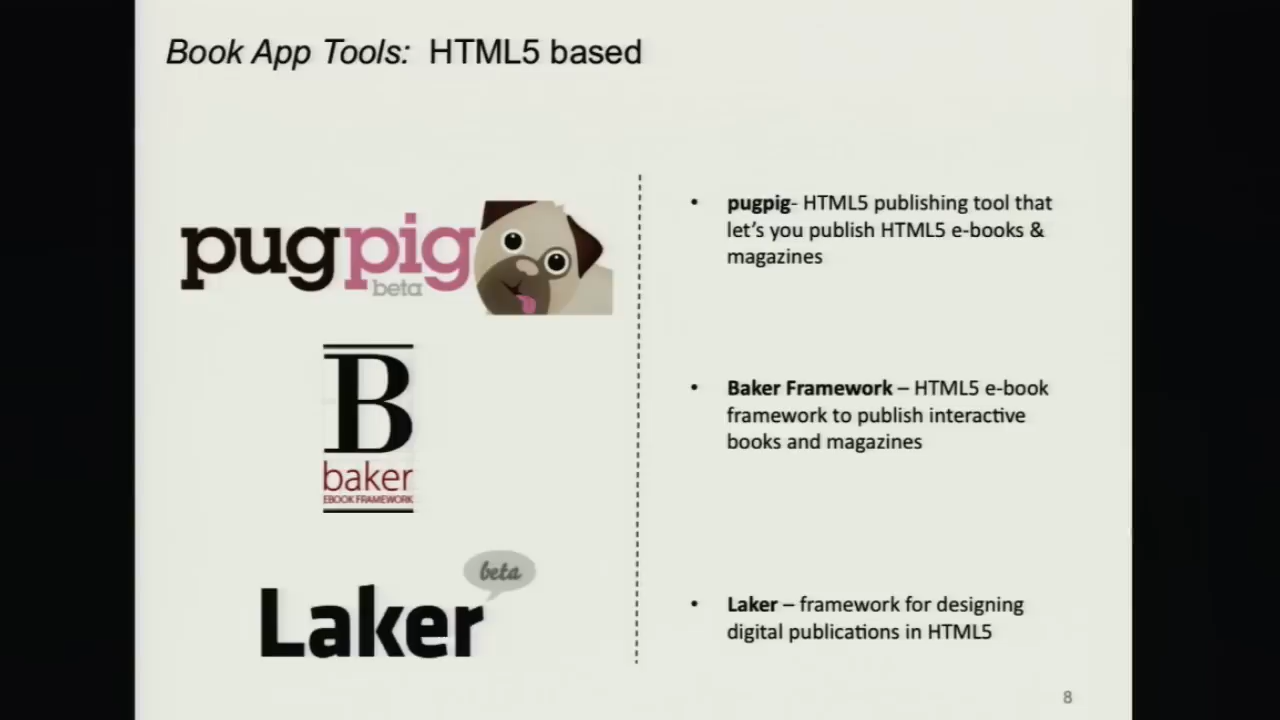 Book App Tools: HTML5 based
pugpig
beta
• pugpig- HTML5 publishing tool that
let's you publish HTML5 e-books &
magazines
B
baker
EBOOK FRAMEWORK
• Baker Framework – HTML5 e-book
framework to publish interactive
books and magazines
beta
Laker
• Laker – framework for designing
digital publications in HTML5
8